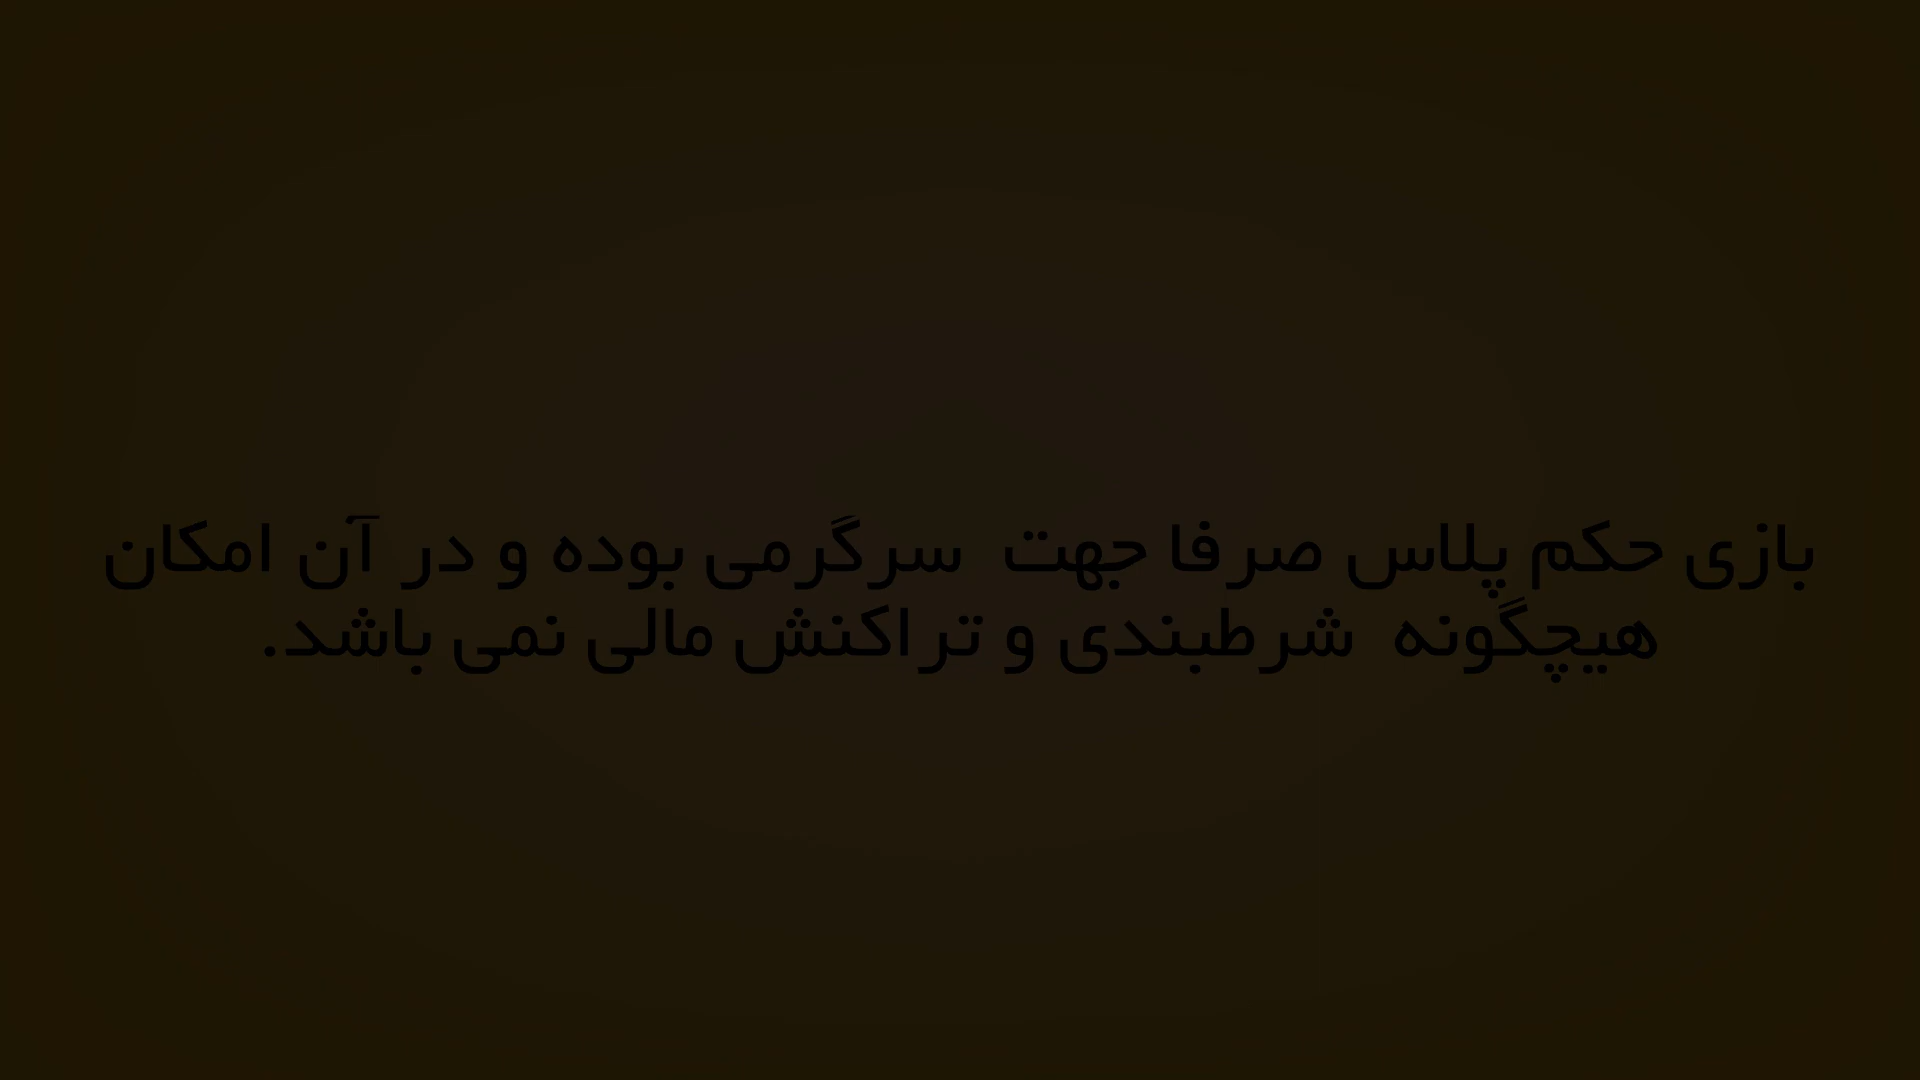 بازی حکم پلاس صرفا جهت سرگرمی بوده و در آن امکان
هیچگونه شرطبندی و تراکنش مالی نمی باشد.